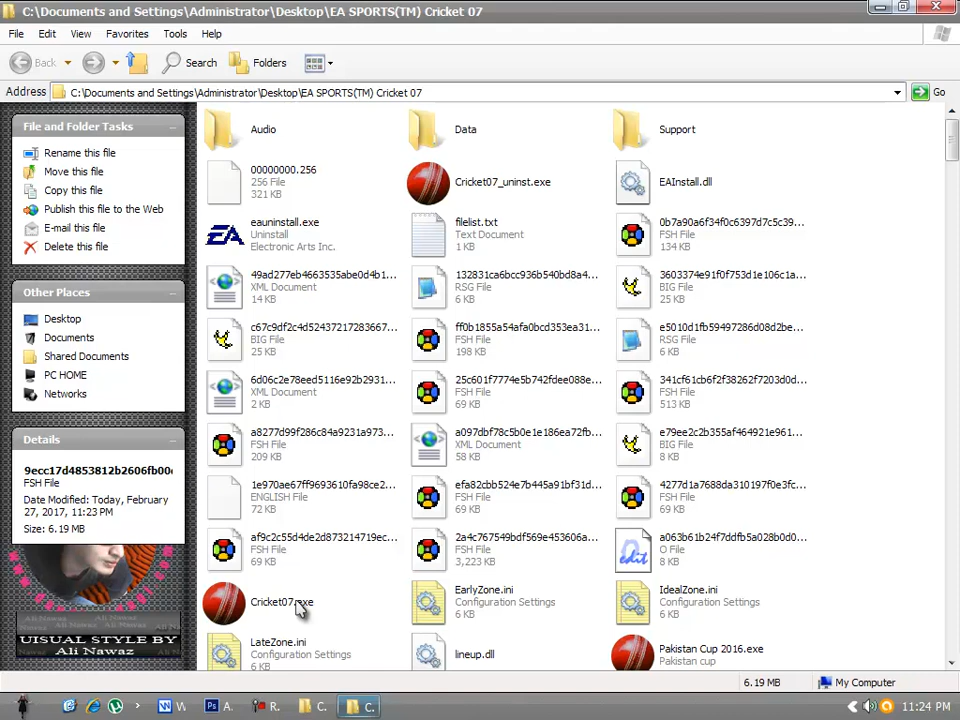 C:\Documents and Settings\Administrator\Desktop\EA SPORTS(TM) Cricket 07
File Edit View Favorites Tools Help
Back Search Folders
Address C:\Documents and Settings\Administrator\Desktop\EA SPORTS(TM) Cricket 07 Go
File and Folder Tasks
Rename this file
Move this file
Copy this file
Publish this file to the Web
E-mail this file
Delete this file
Other Places
Desktop
Documents
Shared Documents
PC HOME
Networks
Details
9ecc17d4853812b2606fb00
FSH File
Date Modified: Today, February
27, 2017, 11:23 PM
Size: 6.19 MB
Ali Nawaz
UISUAL STYLE BY
Ali Nawaz
Audio
Data
Support
00000000.256
256 File
321 KB
Cricket07_uninst.exe
EAInstall.dll
eauninstall.exe
Uninstall
Electronic Arts Inc.
filelist.txt
Text Document
1 KB
0b7a90a6f34f0c6397d7c5c39...
FSH File
134 KB
49ad277eb4663535abe0d4b1...
XML Document
14 KB
132831ca6bcc936b540bd8a4...
RSG File
6 KB
3603374e91f0f753d1e106c1a...
BIG File
25 KB
c67c9df2c4d52437217283667...
BIG File
25 KB
ff0b1855a54afa0bcd353ea31...
FSH File
198 KB
e5010d1fb59497286d08d2be...
RSG File
6 KB
6d06c2e78eed5116e92b2931...
XML Document
2 KB
25c601f7774e5b742fdee088e...
FSH File
69 KB
341cf61cb6f2f38262f7203d0d...
FSH File
513 KB
a8277d99f286c84a9231a973...
FSH File
209 KB
a097dbf78c5b0e1e186ea72fb...
XML Document
58 KB
e79ee2c2b355af464921e961...
BIG File
8 KB
1e970ae67ff9693610fa98ce2...
ENGLISH File
72 KB
efa82cbb524e7b445a91bf31d...
FSH File
69 KB
4277d1a7688da310197f0e3fc...
FSH File
69 KB
af9c2c55d4de2d873214719ec...
FSH File
69 KB
2a4c767549bdf569e453606a...
FSH File
3,223 KB
a063b61b24f7ddfb5a028b0d0...
O File
8 KB
Cricket07.exe
EarlyZone.ini
Configuration Settings
6 KB
IdealZone.ini
Configuration Settings
6 KB
LateZone.ini
Configuration Settings
6 KB
lineup.dll
Pakistan Cup 2016.exe
Pakistan cup
6.19 MB My Computer
W A. R. C. C. 11:24 PM